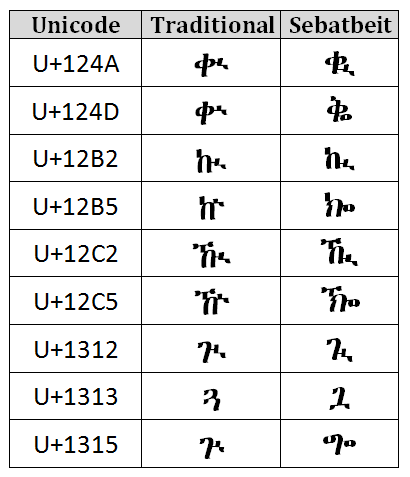 Unicode Traditional Sebatbeit
U+124A ቊ ቊ
U+124D ቍ ቍ
U+12B2 ኲ ኲ
U+12B5 ኵ ኵ
U+12C2 ዂ ዂ
U+12C5 ዅ ዅ
U+1312 ጒ ጒ
U+1313 ጓ ጓ
U+1315 ጕ ጕ